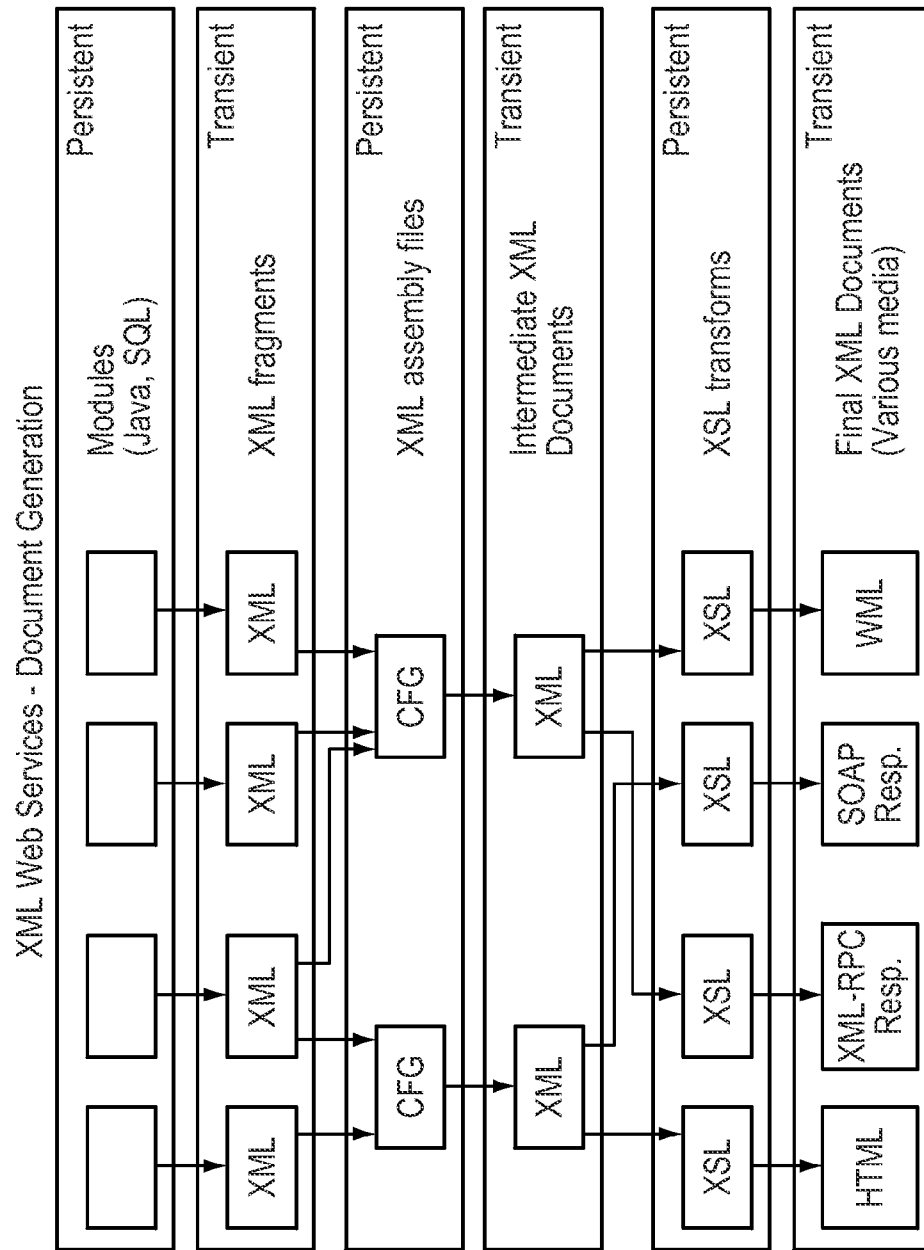 XML Web Services - Document Generation
Modules
(Java, SQL)
Persistent
XML
XML
XML
XML
XML fragments
Transient
CFG
CFG
XML assembly files
Persistent
XML
XML
Intermediate XML
Documents
Transient
XSL
XSL
XSL
XSL
XSL transforms
Persistent
HTML
XML-RPC
Resp.
SOAP
Resp.
WML
Final XML Documents
(Various media)
Transient